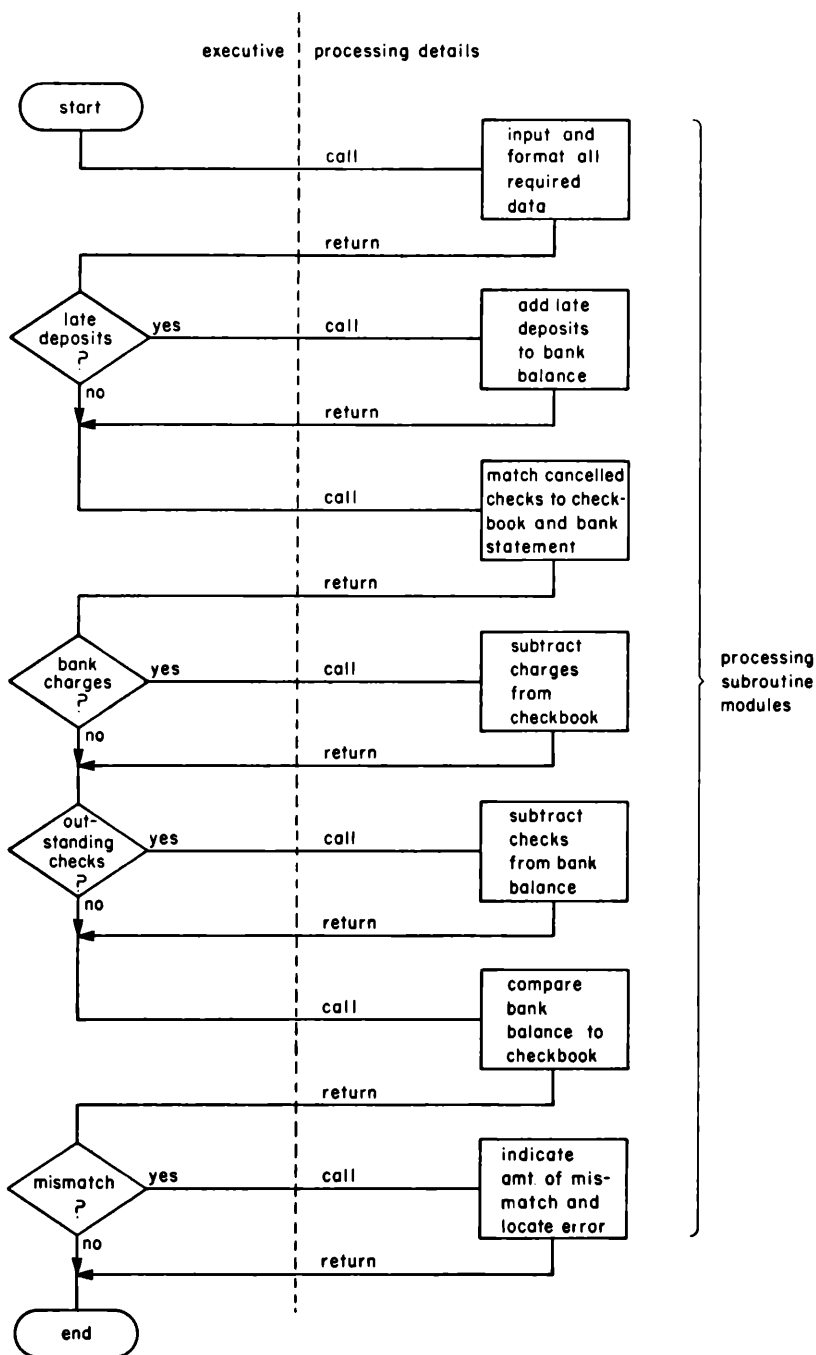 executive processing details
start
call
input and
format all
required
data
return
late
deposits
?
yes
call
add late
deposits
to bank
balance
no
return
call
match cancelled
checks to check-
book and bank
statement
return
bank
charges
?
yes
call
subtract
charges
from
checkbook
no
return
processing
subroutine
modules
out-
standing
checks
?
yes
call
subtract
checks
from bank
balance
no
return
call
compare
bank
balance to
checkbook
return
mismatch
?
yes
call
indicate
amt. of mis-
match and
locate error
no
return
end